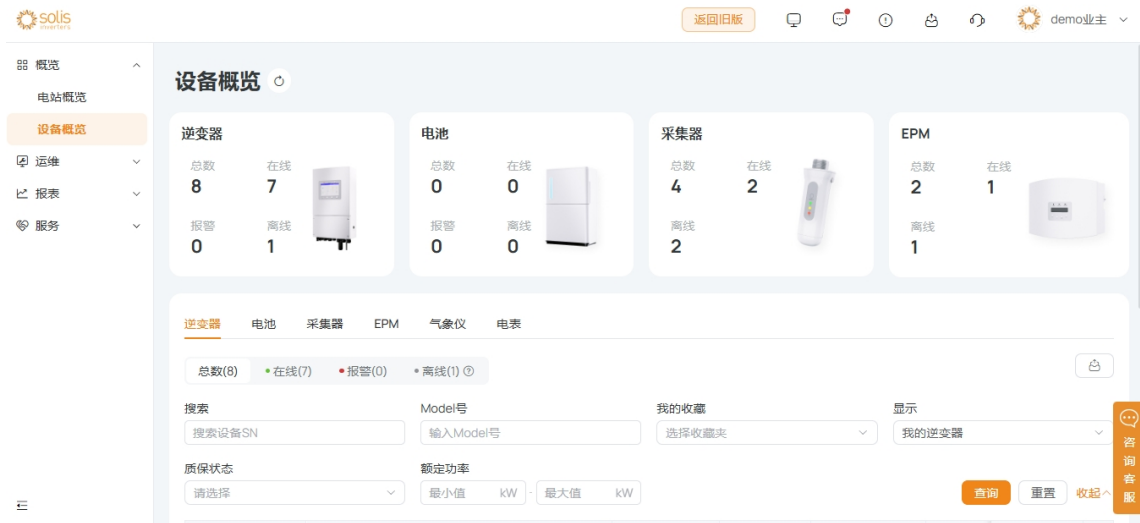 solis
inverters
返回旧版
demo业主
概览
电站概览
设备概览
运维
报表
服务
设备概览
逆变器
总数 在线
8 7
报警 离线
0 1
电池
总数 在线
0 0
报警 离线
0 0
采集器
总数 在线
4 2
离线
2
EPM
总数 在线
2 1
离线
1
逆变器 电池 采集器 EPM 气象仪 电表
总数(8) 在线(7) 报警(0) 离线(1)
搜索 Model号 我的收藏 显示
搜索设备SN 输入Model号 选择收藏夹 我的逆变器
质保状态 额定功率
请选择 最小值 kW - 最大值 kW 查询 重置 收起
咨
询
客
服